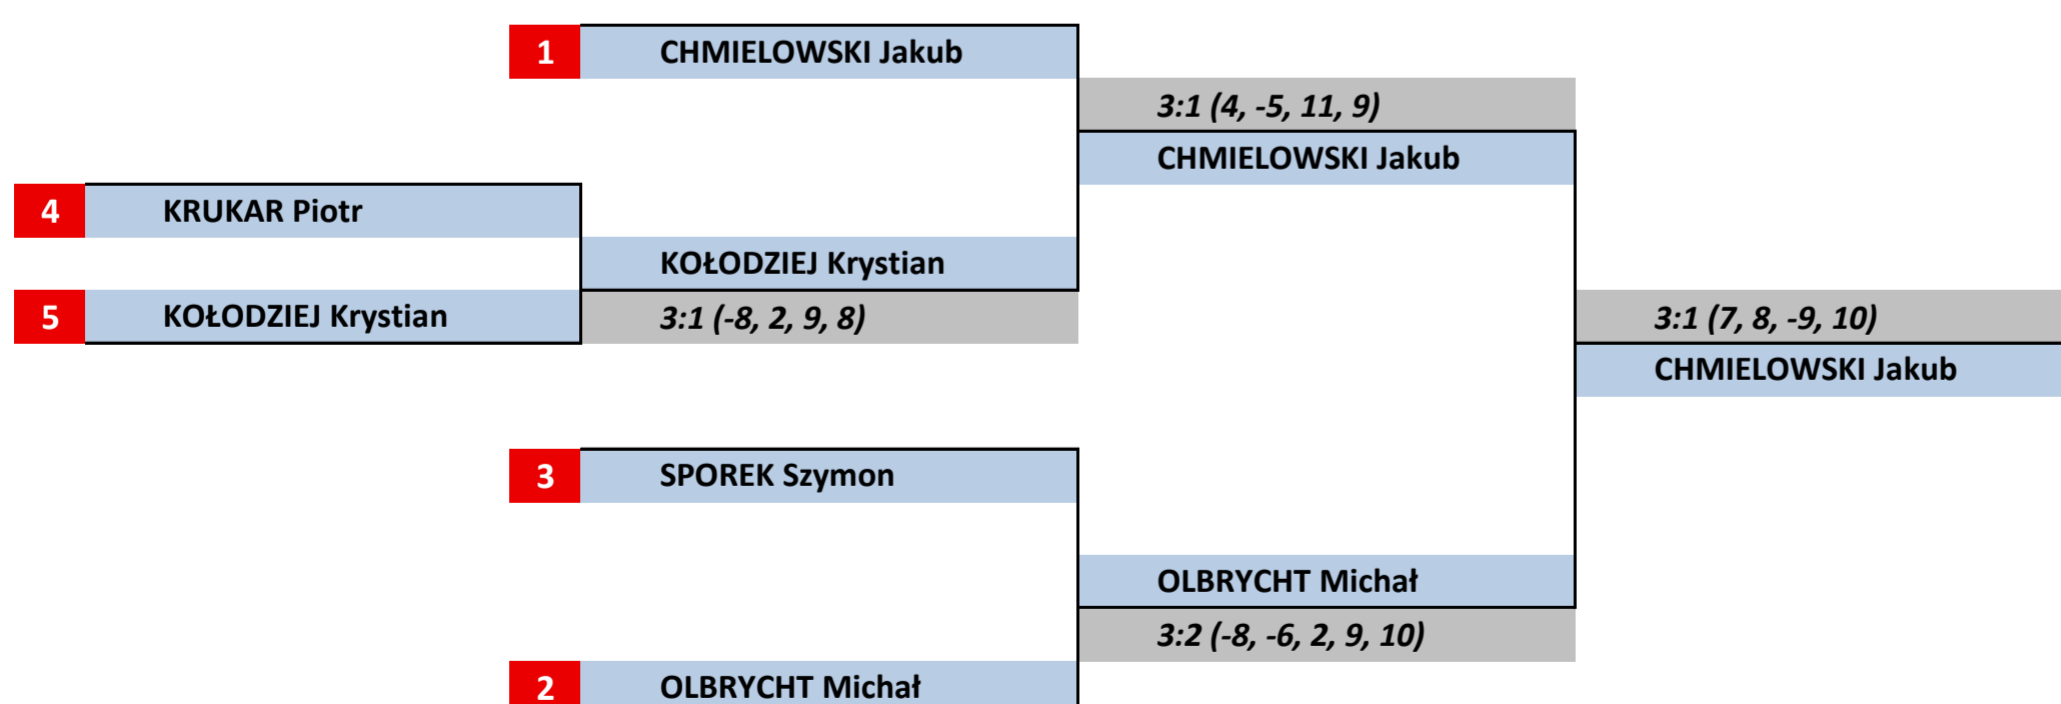 1 CHMIELOWSKI Jakub
3:1 (4, -5, 11, 9)
CHMIELOWSKI Jakub
4 KRUKAR Piotr
KOŁODZIEJ Krystian
5 KOŁODZIEJ Krystian
3:1 (-8, 2, 9, 8)
3:1 (7, 8, -9, 10)
CHMIELOWSKI Jakub
3 SPOREK Szymon
OLBRYCHT Michał
3:2 (-8, -6, 2, 9, 10)
2 OLBRYCHT Michał